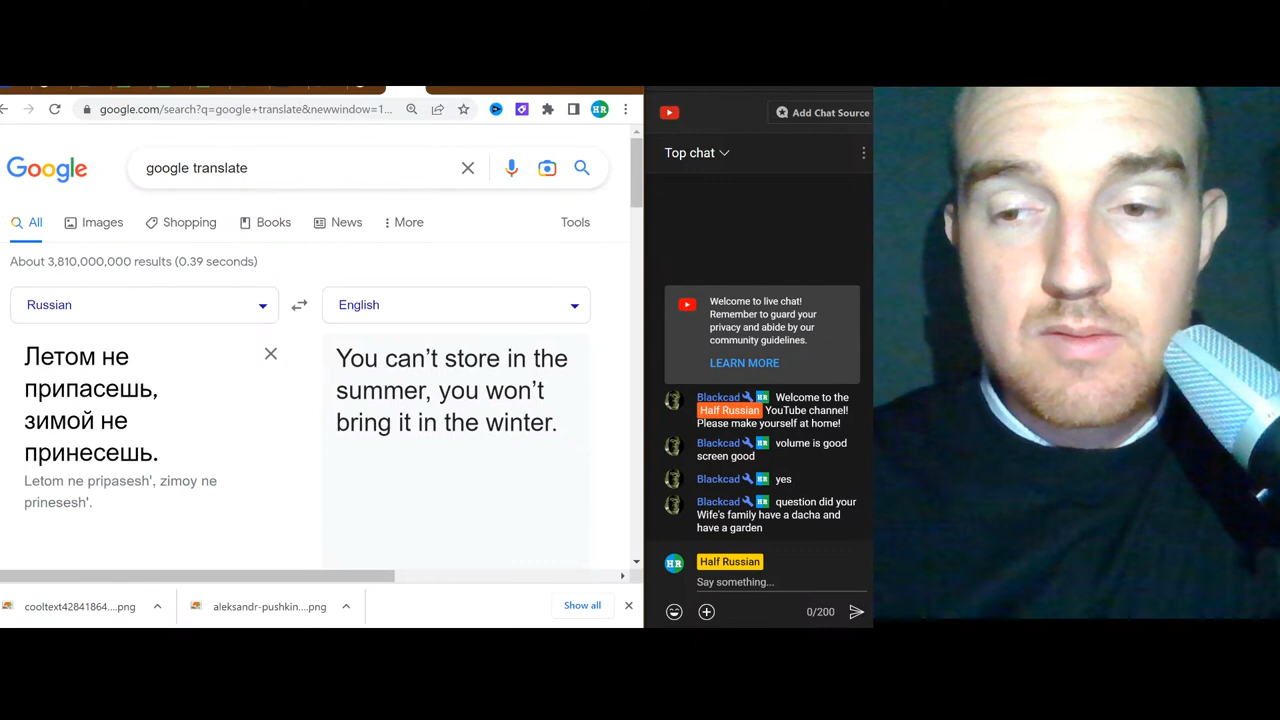 google.com/search?q=google+translate&newwindow=1...
Google
google translate
All
Images
Shopping
Books
News
More
Tools
About 3,810,000,000 results (0.39 seconds)
Russian
English
Летом не
припасешь,
зимой не
принесешь.
Letom ne pripasesh', zimoy ne
prinesesh'.
You can’t store in the
summer, you won’t
bring it in the winter.
cooltext42841864....png
aleksandr-pushkin....png
Show all
Add Chat Source
Top chat
Welcome to live chat!
Remember to guard your
privacy and abide by our
community guidelines.
LEARN MORE
Blackcad HR Welcome to the
Half Russian YouTube channel!
Please make yourself at home!
Blackcad HR volume is good
screen good
Blackcad HR yes
Blackcad HR question did your
Wife's family have a dacha and
have a garden
HR Half Russian
Say something...
0/200
HR